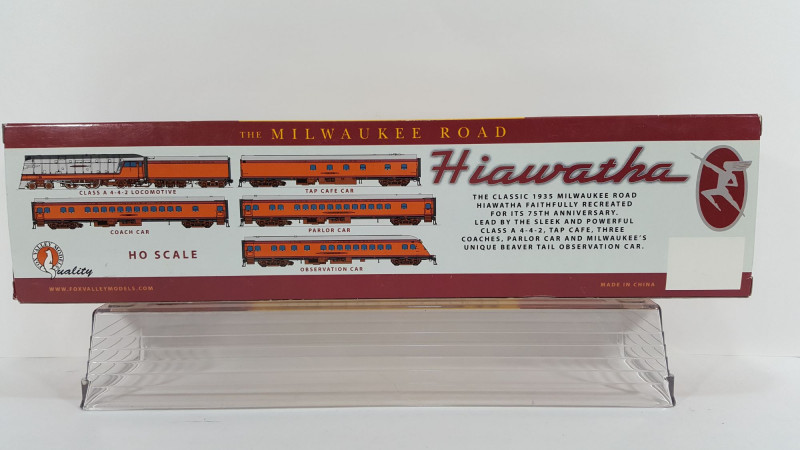 THE MILWAUKEE ROAD
Hiawatha
CLASS A 4-4-2 LOCOMOTIVE
TAP CAFE CAR
COACH CAR
PARLOR CAR
OBSERVATION CAR
HO SCALE
THE CLASSIC 1935 MILWAUKEE ROAD
HIAWATHA FAITHFULLY RECREATED
FOR ITS 75TH ANNIVERSARY.
LEAD BY THE SLEEK AND POWERFUL
CLASS A 4-4-2, TAP CAFE, THREE
COACHES, PARLOR CAR AND MILWAUKEE'S
UNIQUE BEAVER TAIL OBSERVATION CAR.
Quality
WWW.FOXVALLEYMODELS.COM
MADE IN CHINA